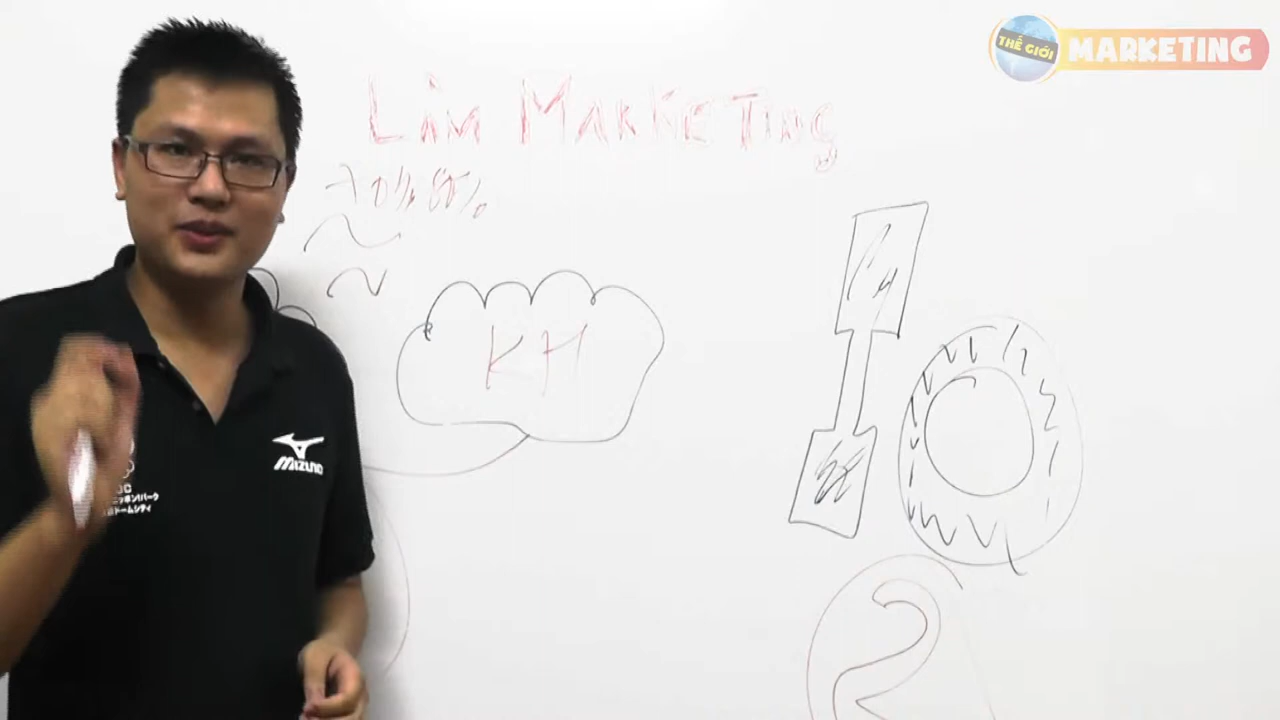 THẾ GIỚI
MARKETING
Làm Marketing
70% 80%
KH
MIZUNO